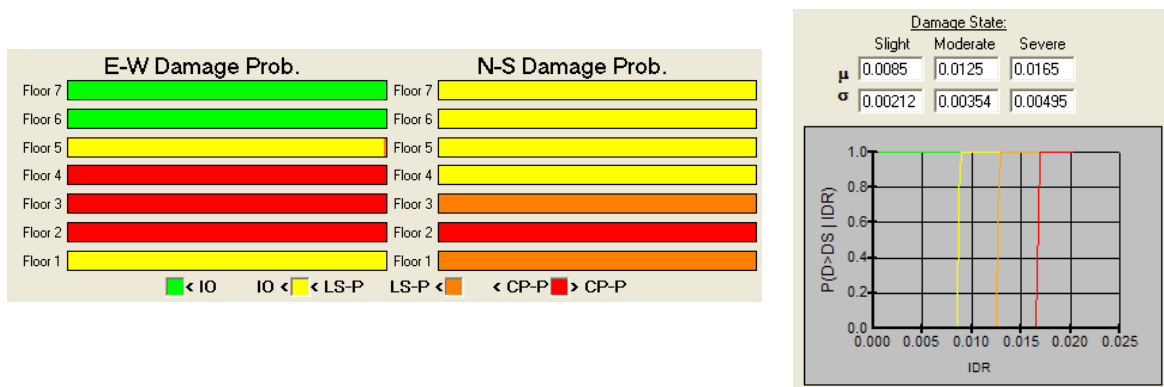 E-W Damage Prob.
N-S Damage Prob.
Floor 7
Floor 6
Floor 5
Floor 4
Floor 3
Floor 2
Floor 1
Floor 7
Floor 6
Floor 5
Floor 4
Floor 3
Floor 2
Floor 1
< IO IO < < LS-P LS-P < < CP-P > CP-P
Damage State:
Slight Moderate Severe
μ 0.0085 0.0125 0.0165
σ 0.00212 0.00354 0.00495
P(D>DS | IDR)
1.0
0.8
0.6
0.4
0.2
0.0
0.000 0.005 0.010 0.015 0.020 0.025
IDR